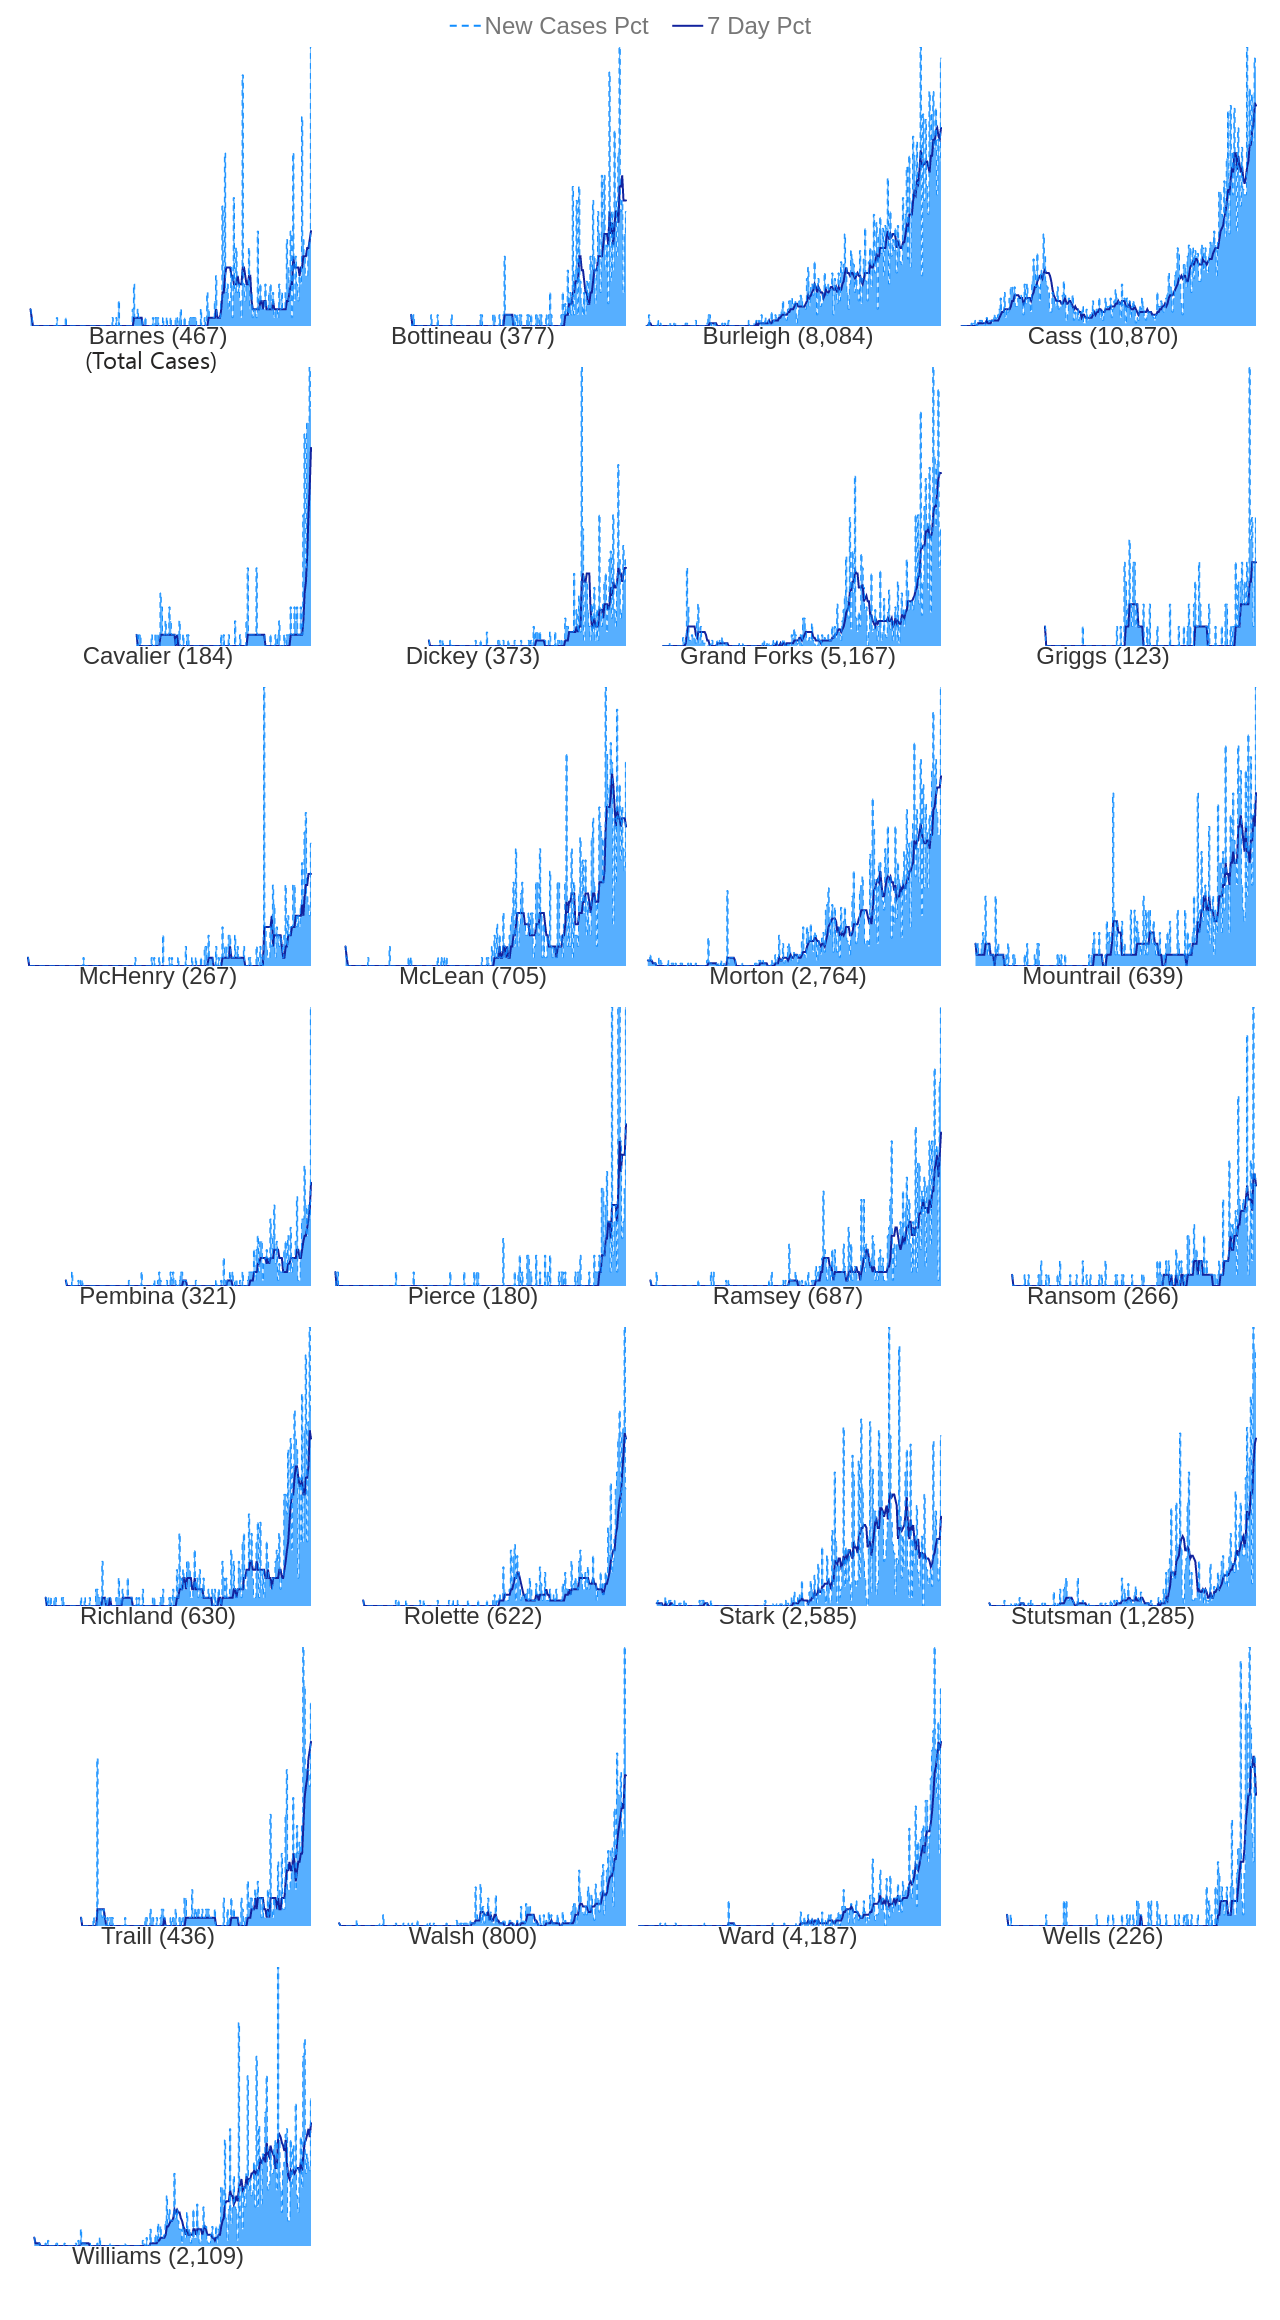 New Cases Pct 7 Day Pct
Barnes (467) Bottineau (377) Burleigh (8,084) Cass (10,870)
(Total Cases)
Cavalier (184) Dickey (373) Grand Forks (5,167) Griggs (123)
McHenry (267) McLean (705) Morton (2,764) Mountrail (639)
Pembina (321) Pierce (180) Ramsey (687) Ransom (266)
Richland (630) Rolette (622) Stark (2,585) Stutsman (1,285)
Traill (436) Walsh (800) Ward (4,187) Wells (226)
Williams (2,109)